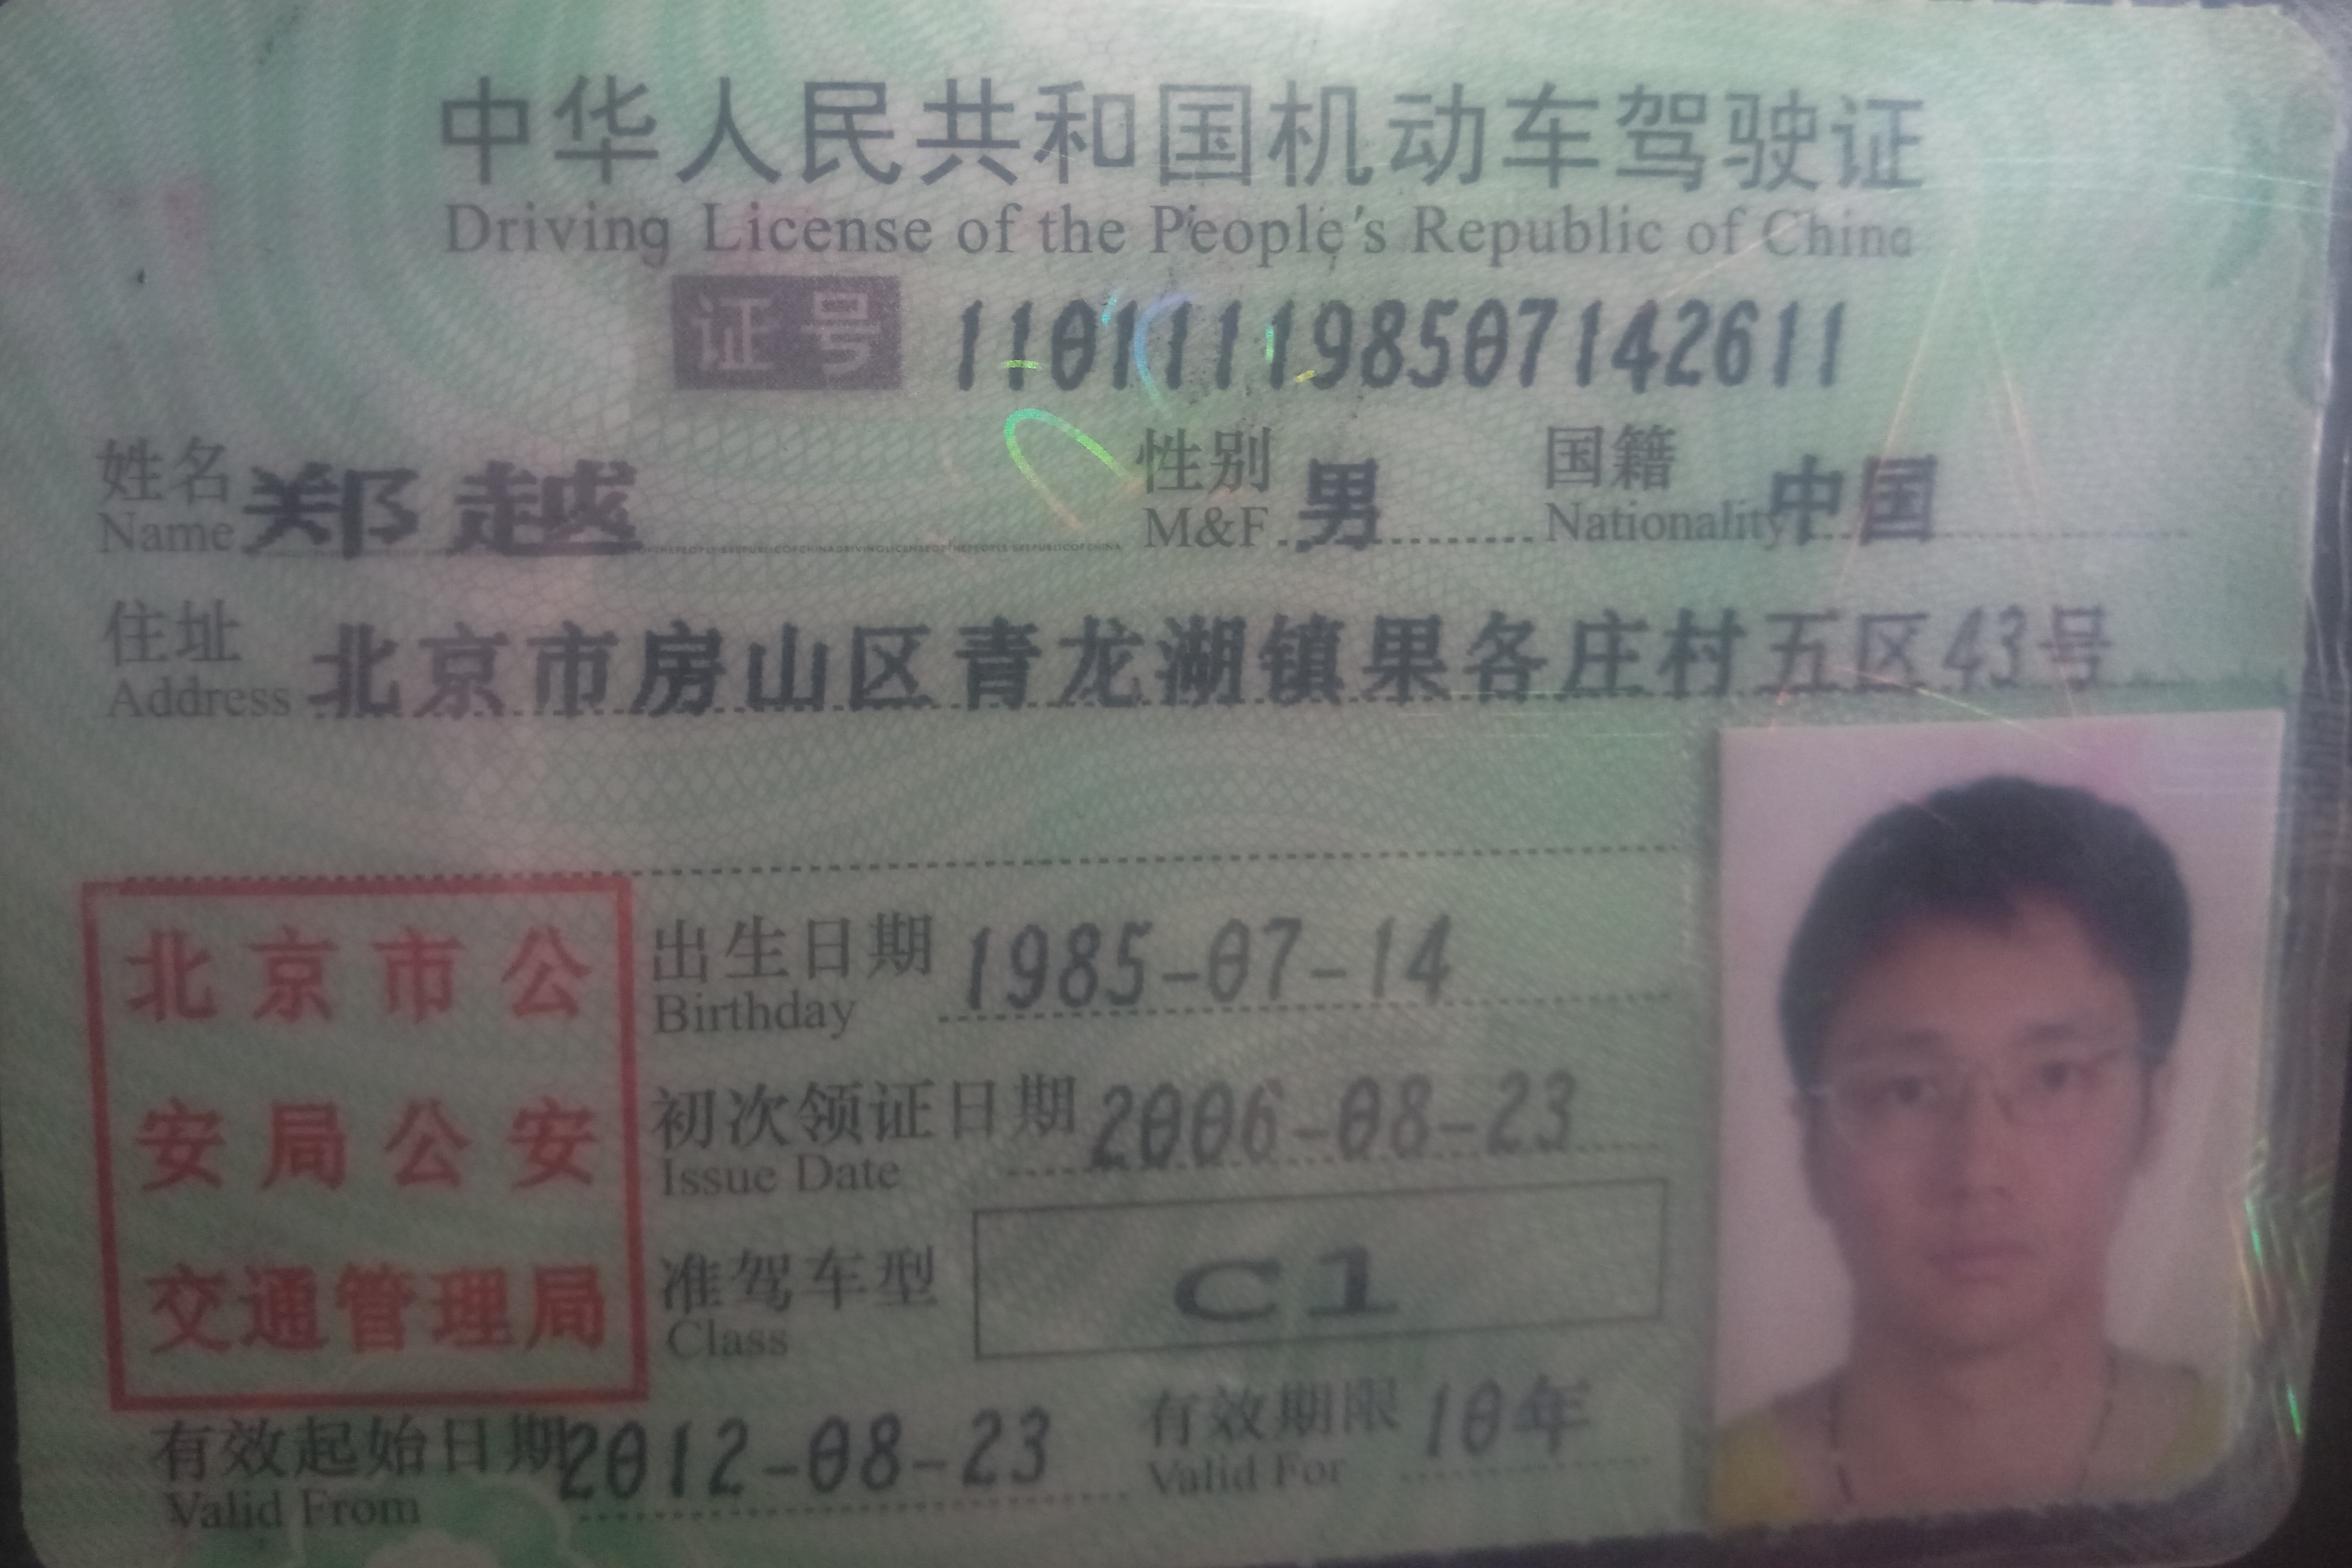 中华人民共和国机动车驾驶证
Driving License of the People's Republic of China
证号 110111198507142611
姓名 郑越 性别 男 国籍 中国
Name M&F Nationality
住址 北京市房山区青龙湖镇果各庄村五区43号
Address
北京市公
安局公安
交通管理局
出生日期 1985-07-14
Birthday
初次领证日期 2006-08-23
Issue Date
准驾车型 C1
Class
有效起始日期 2012-08-23 有效期限 10年
Valid From Valid For